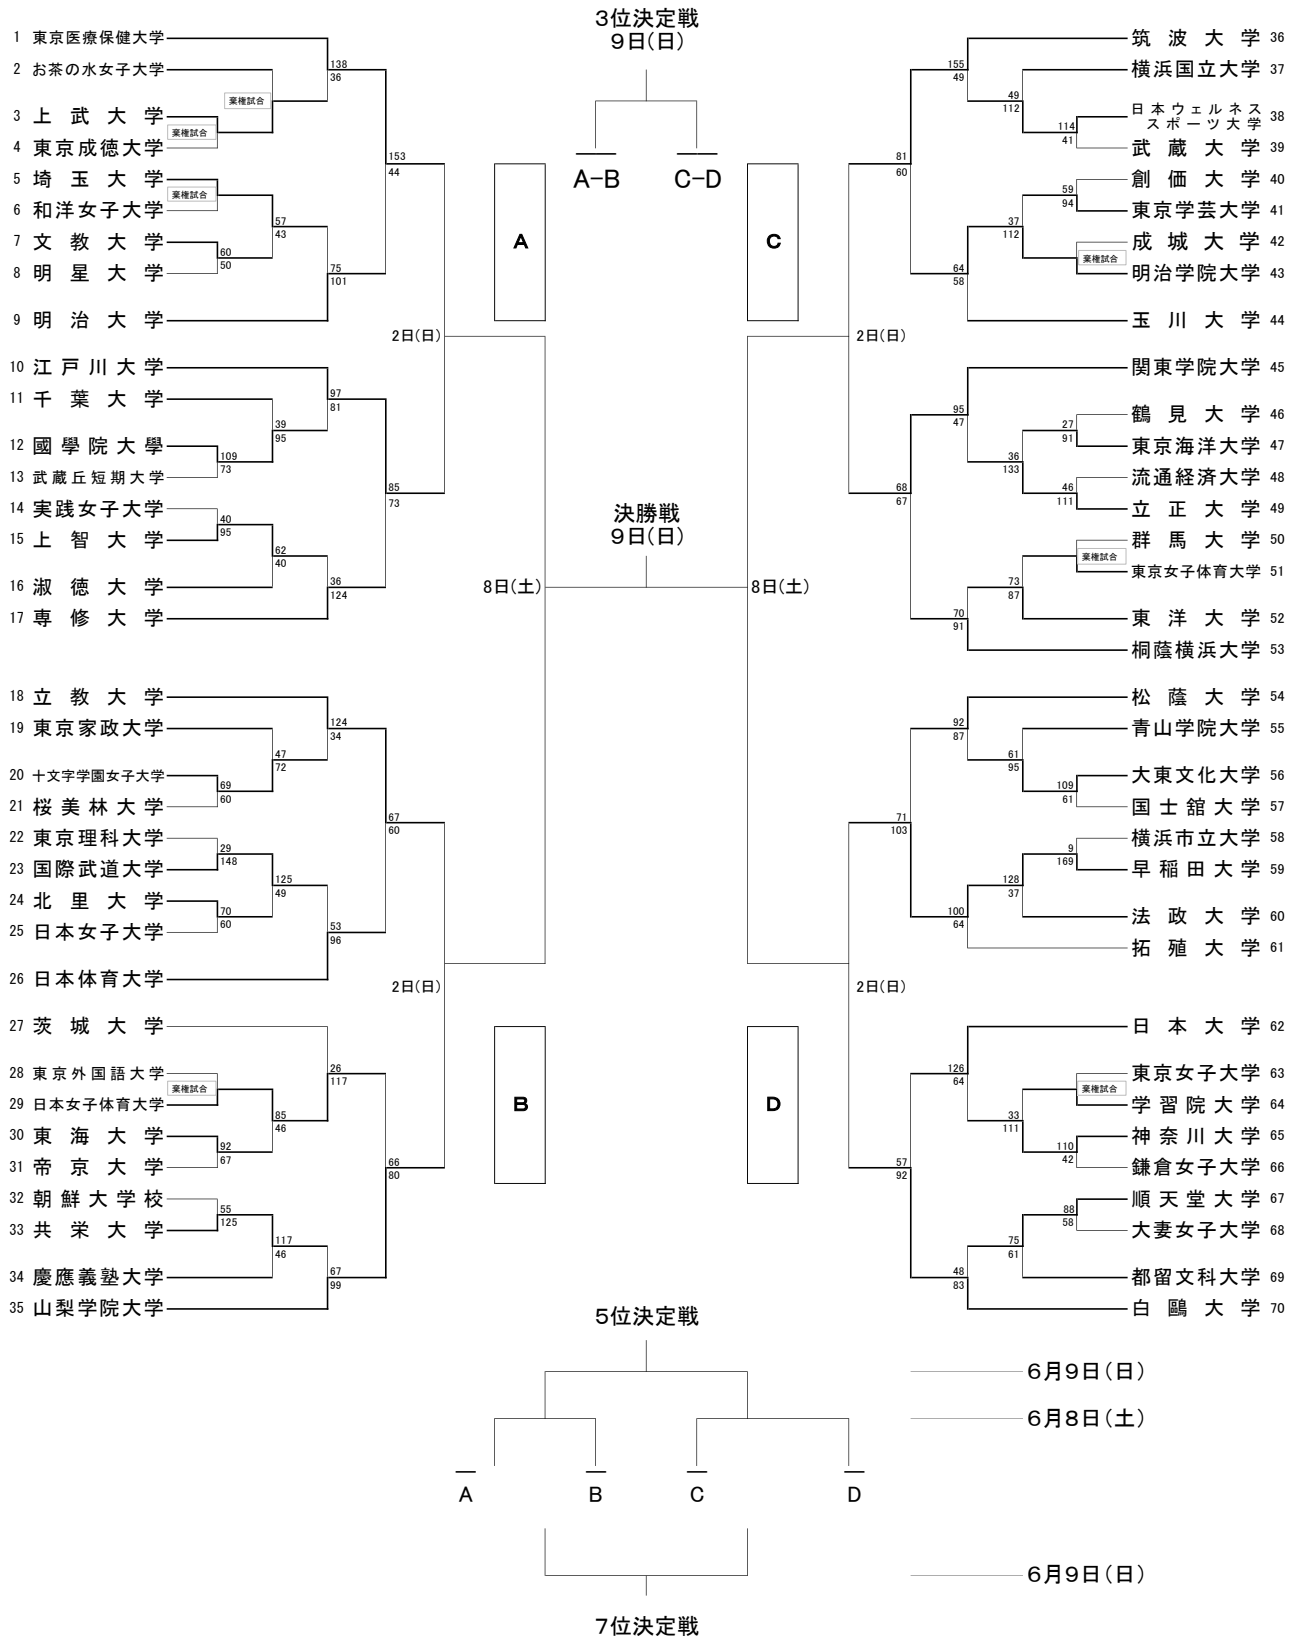 3位決定戦
9日(日)
1 東京医療保健大学
2 お茶の水女子大学
138
36
棄権試合
3 上武大学
棄権試合
4 東京成徳大学
153
44
5 埼玉大学
棄権試合
6 和洋女子大学
57
43
7 文教大学
60
50
8 明星大学
75
101
9 明治大学
2日(日)
10 江戸川大学
97
81
11 千葉大学
39
95
12 國學院大學
109
73
13 武蔵丘短期大学
85
73
14 実践女子大学
40
95
15 上智大学
62
40
16 淑徳大学
36
124
17 専修大学
8日(土)
18 立教大学
124
34
19 東京家政大学
47
72
20 十文字学園女子大学
69
60
21 桜美林大学
67
60
22 東京理科大学
29
148
23 国際武道大学
125
49
24 北里大学
70
60
25 日本女子大学
53
96
26 日本体育大学
2日(日)
27 茨城大学
26
117
28 東京外国語大学
棄権試合
29 日本女子体育大学
85
46
30 東海大学
92
67
31 帝京大学
66
80
32 朝鮮大学校
55
125
33 共栄大学
117
46
34 慶應義塾大学
67
99
35 山梨学院大学
A-B C-D
A
C
決勝戦
9日(日)
B
D
筑波大学 36
155
49
横浜国立大学 37
49
112
日本ウェルネス
スポーツ大学 38
114
41
武蔵大学 39
81
60
創価大学 40
59
94
東京学芸大学 41
37
112
成城大学 42
棄権試合
明治学院大学 43
64
58
玉川大学 44
2日(日)
関東学院大学 45
95
47
鶴見大学 46
27
91
東京海洋大学 47
36
133
流通経済大学 48
46
111
立正大学 49
68
67
群馬大学 50
棄権試合
東京女子体育大学 51
73
87
東洋大学 52
70
91
桐蔭横浜大学 53
8日(土)
松蔭大学 54
92
87
青山学院大学 55
61
95
大東文化大学 56
109
61
国士舘大学 57
71
103
横浜市立大学 58
9
169
早稲田大学 59
128
37
法政大学 60
100
64
拓殖大学 61
2日(日)
日本大学 62
126
64
東京女子大学 63
棄権試合
学習院大学 64
33
111
神奈川大学 65
110
42
鎌倉女子大学 66
57
92
順天堂大学 67
88
58
大妻女子大学 68
75
61
都留文科大学 69
48
83
白鷗大学 70
5位決定戦
6月9日(日)
6月8日(土)
A B C D
6月9日(日)
7位決定戦